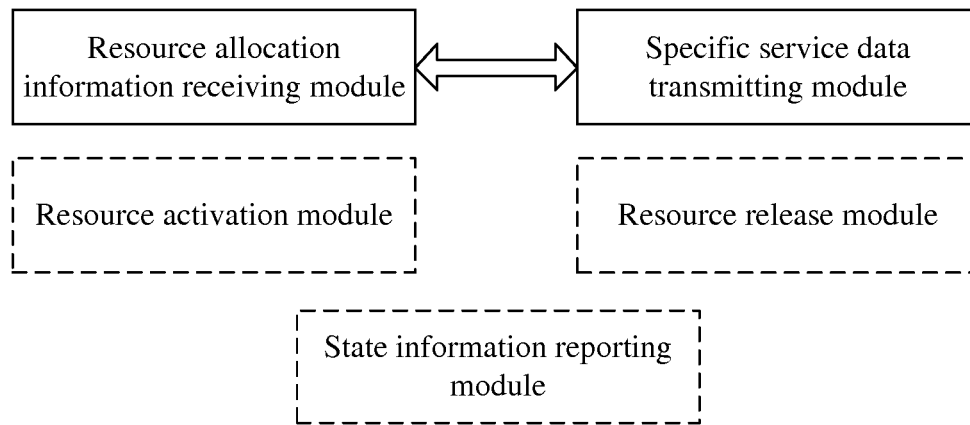 Resource allocation
information receiving module
Specific service data
transmitting module
Resource activation module
Resource release module
State information reporting
module